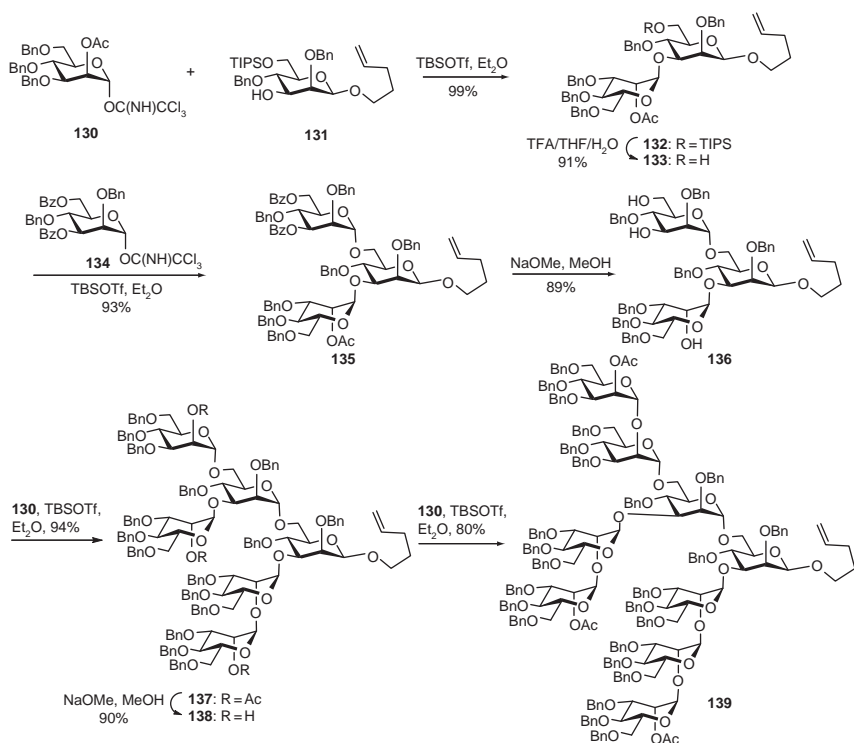 BnO
OAc
BnO
O
BnO
OC(NH)CCl3
130
+
TIPSO
OBn
BnO
O
HO
O
131
TBSOTf, Et2O
99%
RO
OBn
BnO
O
O
O
BnO
BnO
O
BnO
OAc
TFA/THF/H2O
91%
132: R=TIPS
133: R=H
BzO
OBn
BnO
O
BzO
OC(NH)CCl3
134
TBSOTf, Et2O
93%
BzO
OBn
BnO
O
BzO
O
OBn
BnO
O
O
O
BnO
BnO
O
BnO
OAc
135
NaOMe, MeOH
89%
HO
OBn
BnO
O
HO
O
OBn
BnO
O
O
O
BnO
BnO
O
BnO
OH
136
130, TBSOTf,
Et2O, 94%
BnO
OR
BnO
O
BnO
O
OBn
BnO
O
O
BnO
O
OBn
BnO
O
BnO
OR
BnO
O
O
O
BnO
BnO
O
BnO
O
BnO
BnO
O
BnO
OR
NaOMe, MeOH
90%
137: R=Ac
138: R=H
130, TBSOTf,
Et2O, 80%
BnO
OAc
BnO
O
BnO
BnO
O
BnO
O
BnO
O
OBn
BnO
O
O
O
BnO
OBn
BnO
O
BnO
O
BnO
O
O
O
BnO
BnO
O
BnO
OAc
BnO
BnO
O
BnO
O
BnO
BnO
O
BnO
O
BnO
BnO
O
BnO
OAc
139